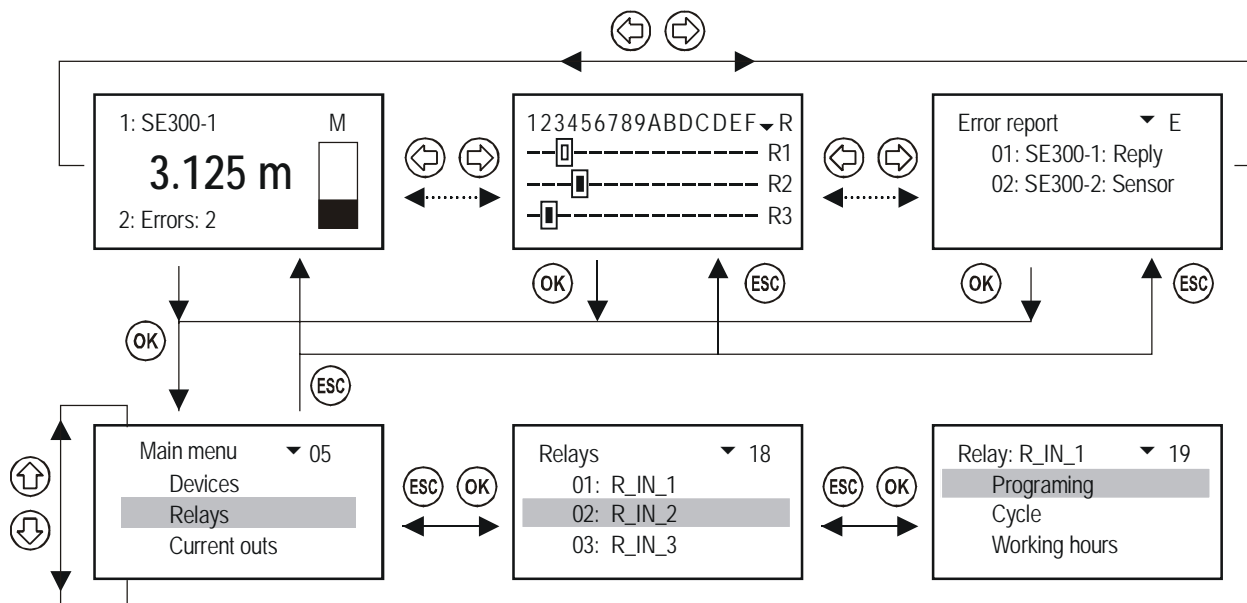 1: SE300-1 M
3.125 m
2: Errors: 2
123456789ABDCDEF R
R1
R2
R3
Error report E
01: SE300-1: Reply
02: SE300-2: Sensor
OK
ESC
OK
ESC
OK
ESC
Main menu 05
Devices
Relays
Current outs
ESC OK
Relays 18
01: R_IN_1
02: R_IN_2
03: R_IN_3
ESC OK
Relay: R_IN_1 19
Programing
Cycle
Working hours